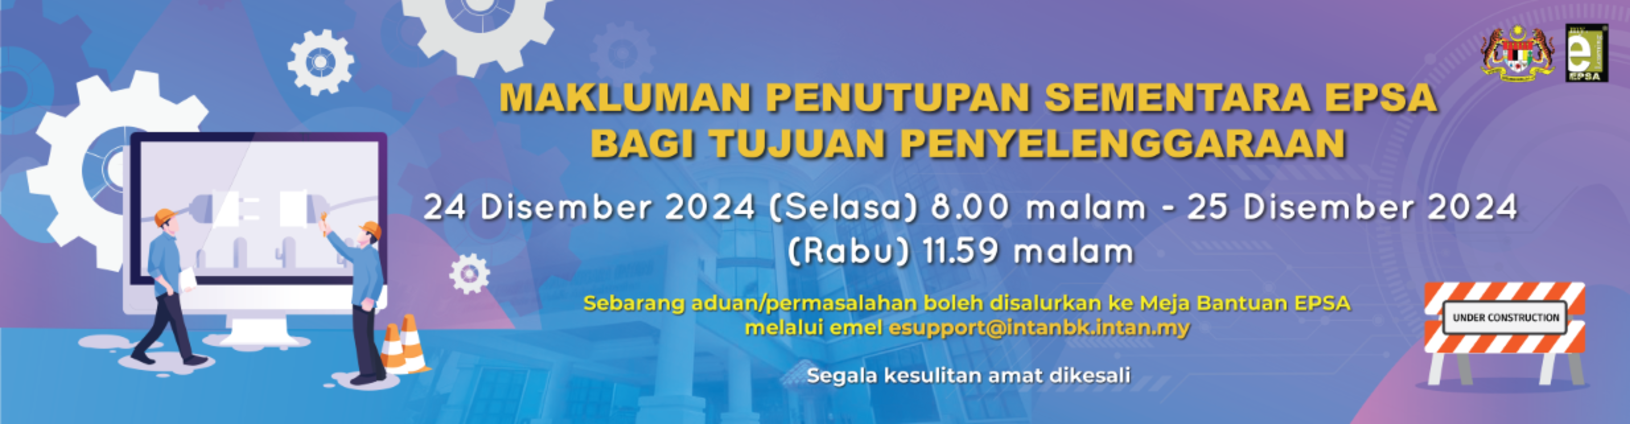 MAKLUMAN PENUTUPAN SEMENTARA EPSA
BAGI TUJUAN PENYELENGGARAAN
24 Disember 2024 (Selasa) 8.00 malam - 25 Disember 2024
(Rabu) 11.59 malam
Sebarang aduan/permasalahan boleh disalurkan ke Meja Bantuan EPSA
melalui emel esupport@intanbk.intan.my
Segala kesulitan amat dikesali
UNDER CONSTRUCTION
e
EPSA